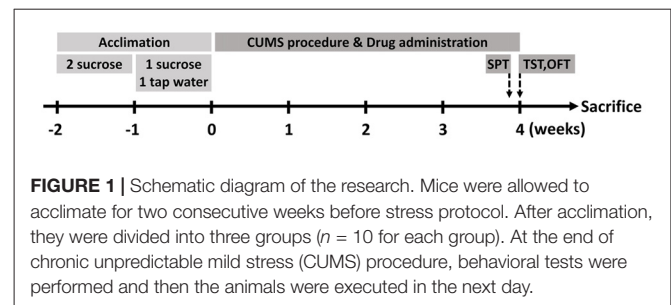 Acclimation CUMS procedure & Drug administration
2 sucrose 1 sucrose SPT TST,OFT
1 tap water
Sacrifice
-2 -1 0 1 2 3 4 (weeks)
FIGURE 1 | Schematic diagram of the research. Mice were allowed to
acclimate for two consecutive weeks before stress protocol. After acclimation,
they were divided into three groups (n = 10 for each group). At the end of
chronic unpredictable mild stress (CUMS) procedure, behavioral tests were
performed and then the animals were executed in the next day.